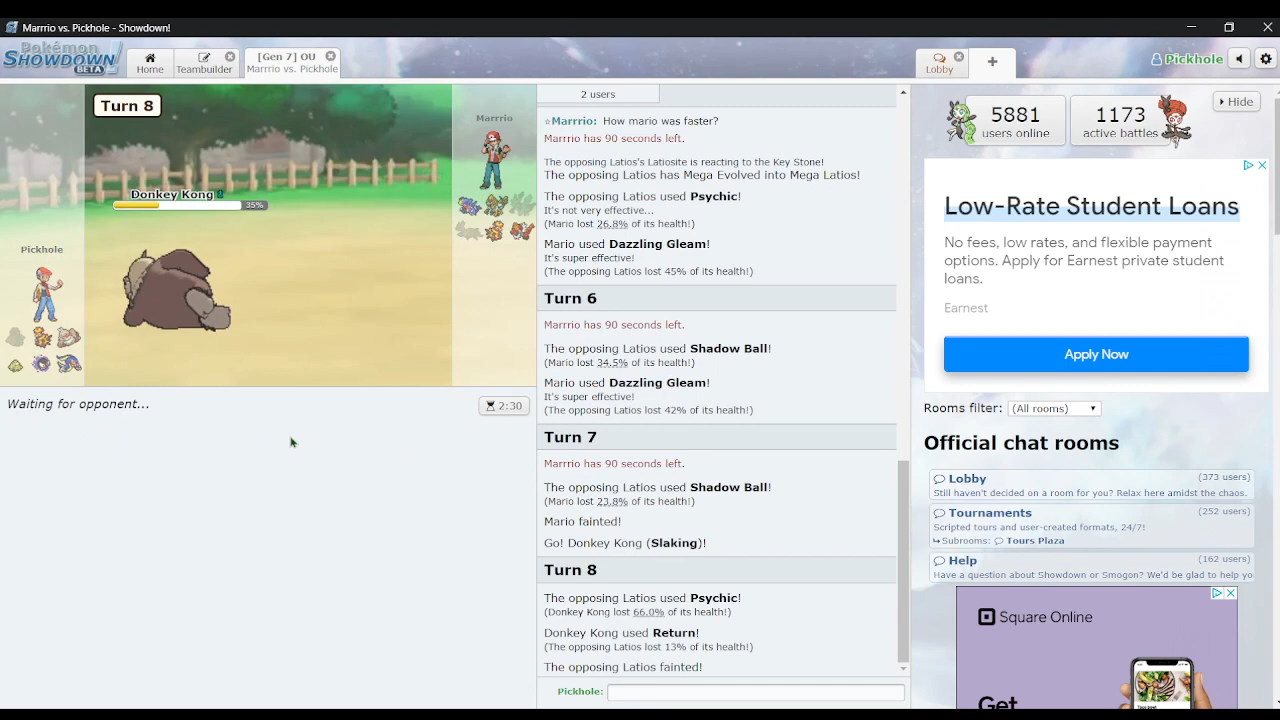 Marrrio vs. Pickhole - Showdown!
Pokémon
SHOWDOWN
BETA
Home
Teambuilder
[Gen 7] OU
Marrrio vs. Pickhole
Lobby
Pickhole
Turn 8
Marrrio
Donkey Kong
35%
Pickhole
Waiting for opponent...
2:30
2 users
☆Marrrio: How mario was faster?
Marrrio has 90 seconds left.
The opposing Latios's Latiosite is reacting to the Key Stone!
The opposing Latios has Mega Evolved into Mega Latios!
The opposing Latios used Psychic!
It's not very effective...
(Mario lost 26.8% of its health!)
Mario used Dazzling Gleam!
It's super effective!
(The opposing Latios lost 45% of its health!)
Turn 6
Marrrio has 90 seconds left.
The opposing Latios used Shadow Ball!
(Mario lost 34.5% of its health!)
Mario used Dazzling Gleam!
It's super effective!
(The opposing Latios lost 42% of its health!)
Turn 7
Marrrio has 90 seconds left.
The opposing Latios used Shadow Ball!
(Mario lost 23.8% of its health!)
Mario fainted!
Go! Donkey Kong (Slaking)!
Turn 8
The opposing Latios used Psychic!
(Donkey Kong lost 66.0% of its health!)
Donkey Kong used Return!
(The opposing Latios lost 13% of its health!)
The opposing Latios fainted!
Pickhole:
5881
users online
1173
active battles
Hide
Low-Rate Student Loans
No fees, low rates, and flexible payment
options. Apply for Earnest private student
loans.
Earnest
Apply Now
Rooms filter: (All rooms)
Official chat rooms
Lobby (373 users)
Still haven't decided on a room for you? Relax here amidst the chaos.
Tournaments (252 users)
Scripted tours and user-created formats, 24/7!
Subrooms: Tours Plaza
Help (162 users)
Have a question about Showdown or Smogon? We'd be glad to help yo
Square Online
Get